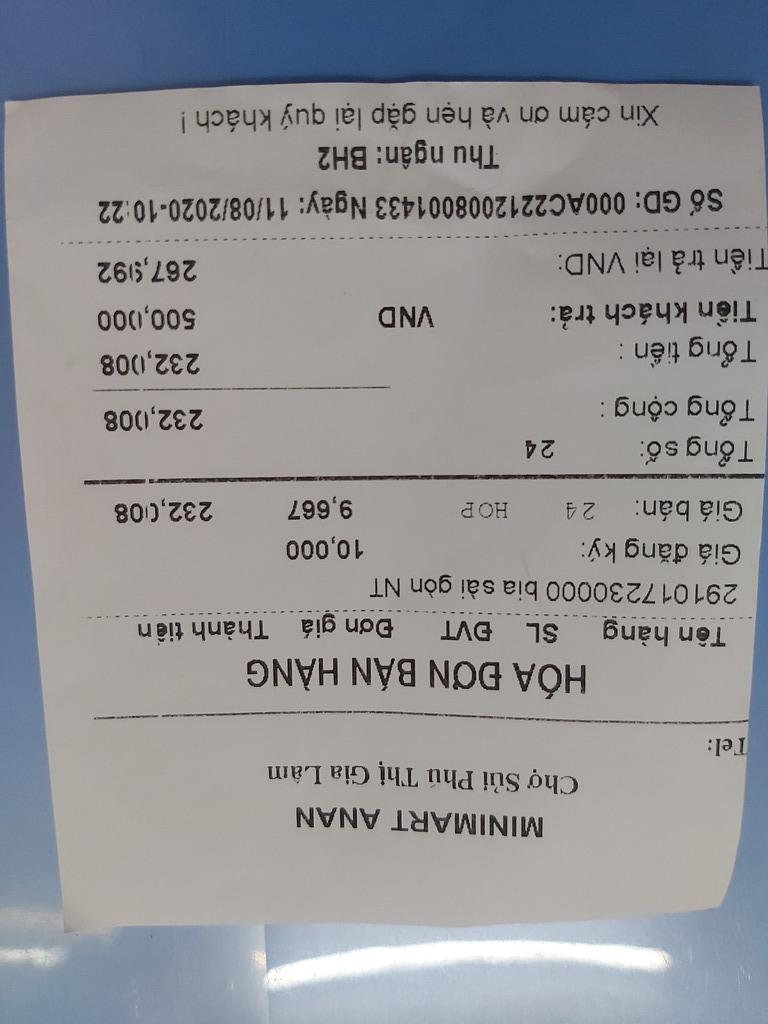 MINIMART ANAN
Chợ Sủi Phú Thị Gia Lâm
Tel:
HÓA ĐƠN BÁN HÀNG
Tên hàng SL ĐVT Đơn giá Thành tiền
291017230000 bia sài gòn NT
Giá đăng ký: 10,000
Giá bán: 24 HOP 9,667 232,008
Tổng số: 24
Tổng cộng : 232,008
Tổng tiền : 232,008
Tiền khách trả: VND 500,000
Tiền trả lại VND: 267,992
Số GD: 000AC2212008001433 Ngày: 11/08/2020-10:22
Thu ngân: BH2
Xin cám ơn và hẹn gặp lại quý khách !